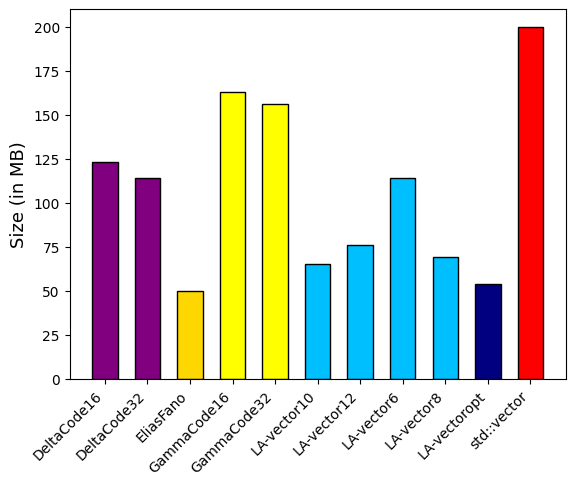 Size (in MB)
200
175
150
125
100
75
50
25
0
DeltaCode16
DeltaCode32
EliasFano
GammaCode16
GammaCode32
LA-vector10
LA-vector12
LA-vector6
LA-vector8
LA-vectoropt
std::vector